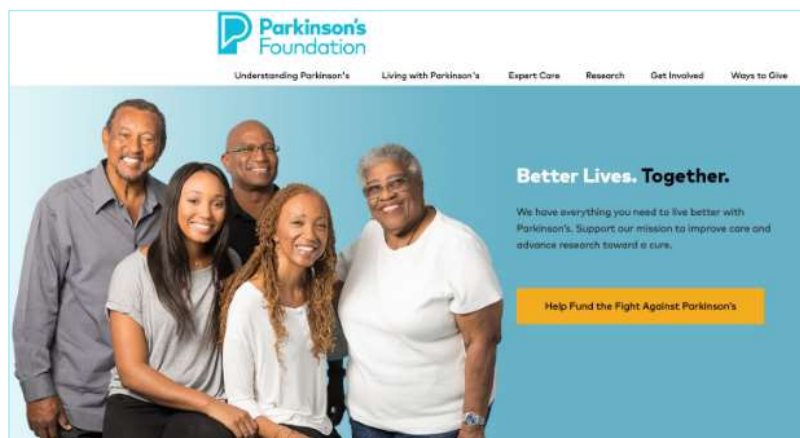 Parkinson's
Foundation
Understanding Parkinson's Living with Parkinson's Expert Care Research Get Involved Ways to Give
Better Lives. Together.
We have everything you need to live better with
Parkinson's. Support our mission to improve care and
advance research toward a cure.
Help Fund the Fight Against Parkinson's